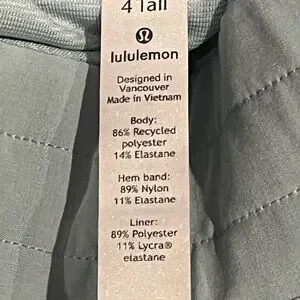 4 Tall
lululemon
Designed in
Vancouver
Made in Vietnam
Body:
86% Recycled
polyester
14% Elastane
Hem band:
89% Nylon
11% Elastane
Liner:
89% Polyester
11% Lycra®
elastane